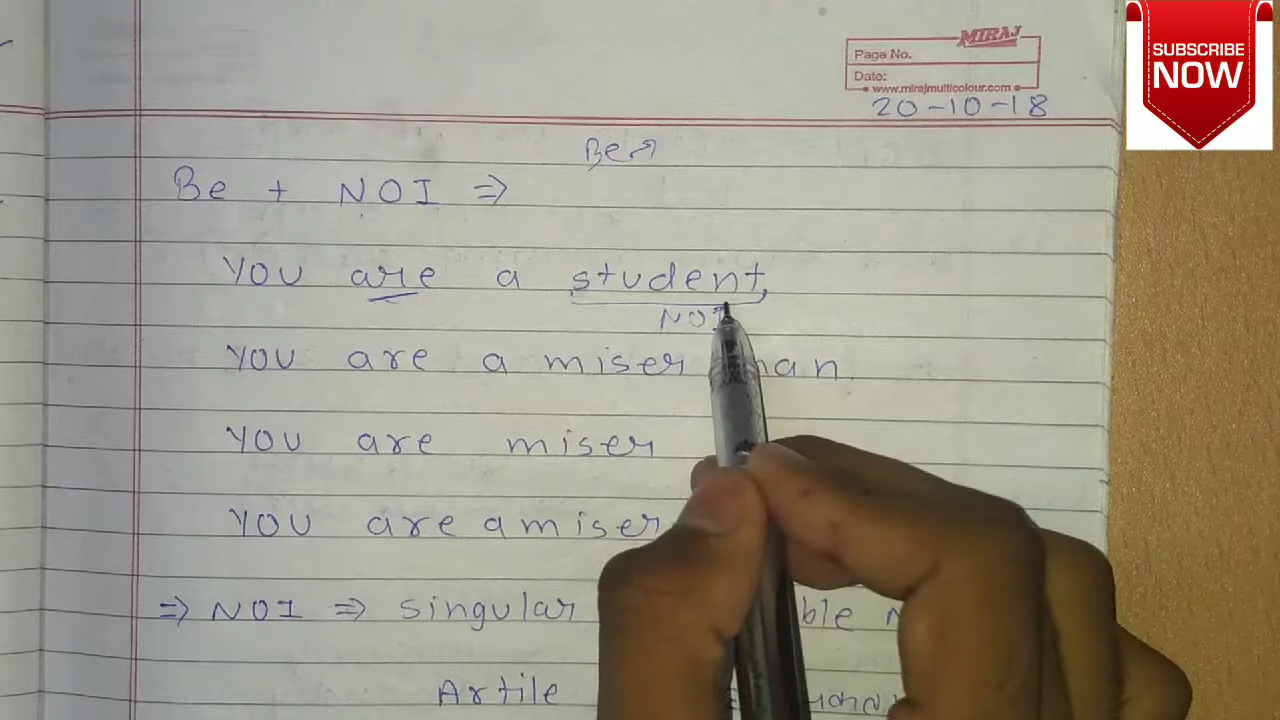 MIRAJ
Page No.
Date:
www.mirajmulticolour.com
20-10-18
SUBSCRIBE
NOW
Be
Be + NOI ⇒
You are a student,
NOI
You are a miser
You are miser
You are a miser
⇒ NOI ⇒ singular
Artile